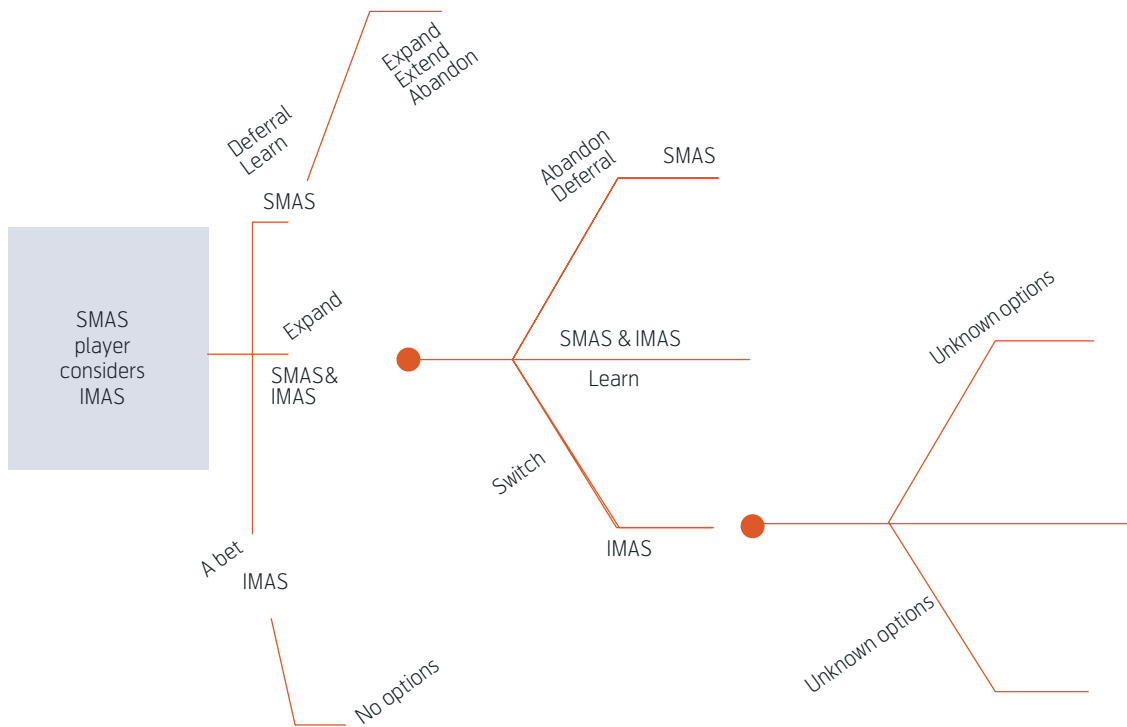 SMAS
player
considers
IMAS
Deferral
Learn
SMAS
Expand
Extend
Abandon
Expand
SMAS&
IMAS
A bet
IMAS
No options
Abandon
Deferral
SMAS
SMAS & IMAS
Learn
Switch
IMAS
Unknown options
Unknown options